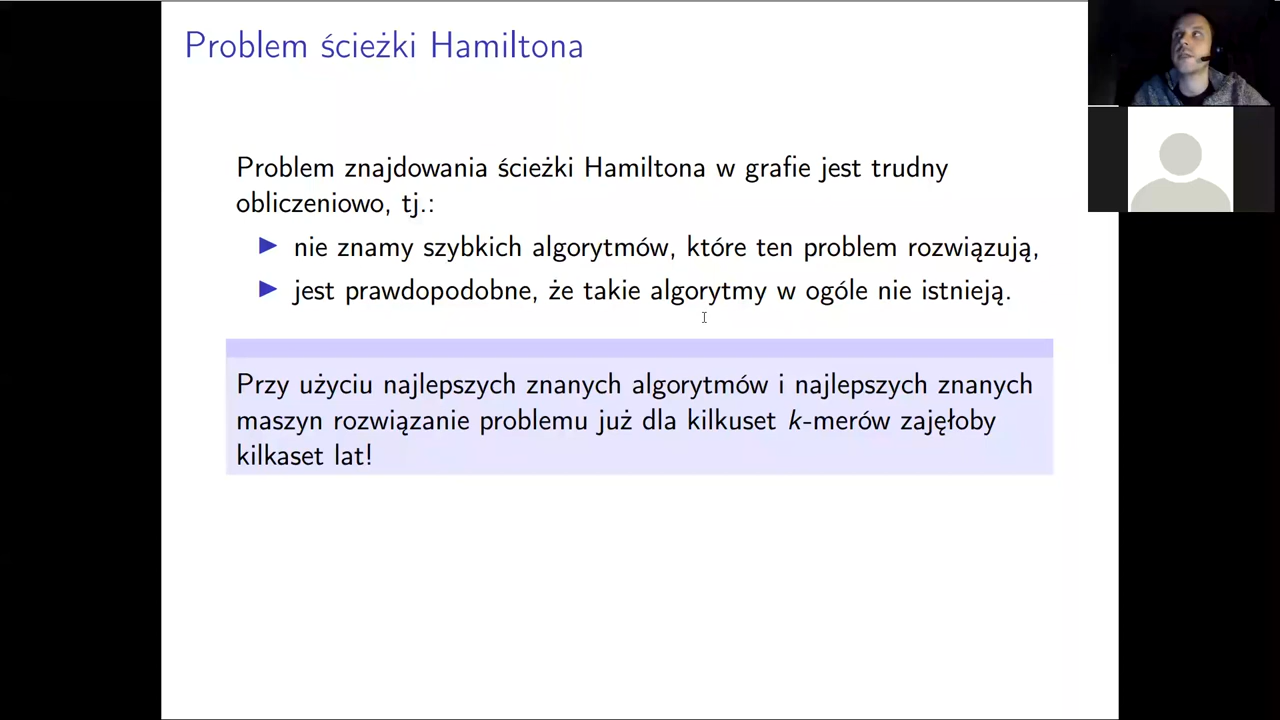 Problem ścieżki Hamiltona
Problem znajdowania ścieżki Hamiltona w grafie jest trudny
obliczeniowo, tj.:
▶ nie znamy szybkich algorytmów, które ten problem rozwiązują,
▶ jest prawdopodobne, że takie algorytmy w ogóle nie istnieją.
Przy użyciu najlepszych znanych algorytmów i najlepszych znanych
maszyn rozwiązanie problemu już dla kilkuset k-merów zajęłoby
kilkaset lat!